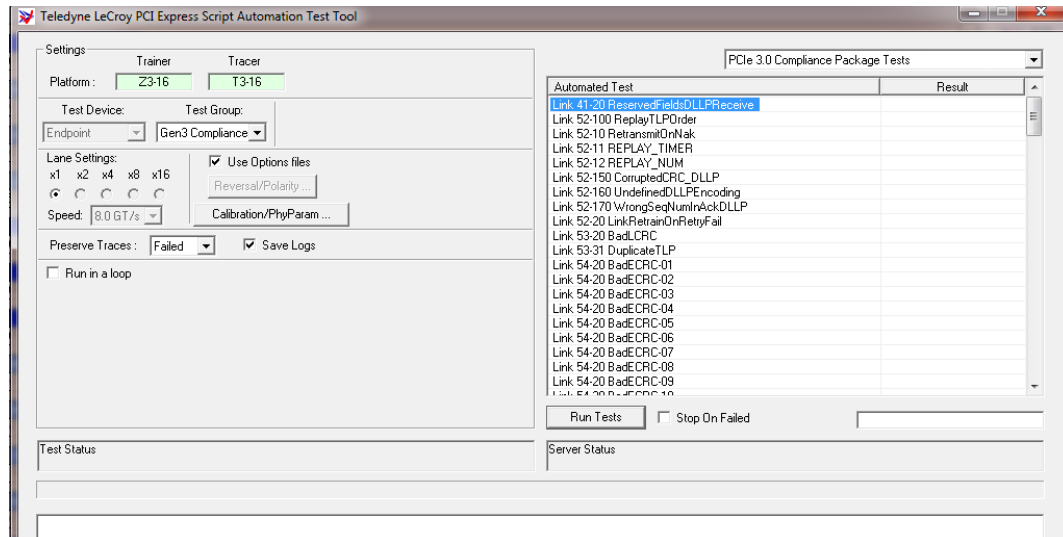 Teledyne LeCroy PCI Express Script Automation Test Tool
Settings
Trainer Tracer
Platform : Z3-16 T3-16
Test Device: Test Group:
Endpoint Gen3 Compliance
Lane Settings:
x1 x2 x4 x8 x16
Use Options files
Reversal/Polarity ...
Speed: 8.0 GT/s
Calibration/PhyParam ...
Preserve Traces : Failed Save Logs
Run in a loop
PCIe 3.0 Compliance Package Tests
Automated Test Result
Link 41-20 ReservedFieldsDLLPReceive
Link 52-100 ReplayTLPOrder
Link 52-10 RetransmitOnNak
Link 52-11 REPLAY_TIMER
Link 52-12 REPLAY_NUM
Link 52-150 CorruptedCRC_DLLP
Link 52-160 UndefinedDLLPEncoding
Link 52-170 WrongSeqNumInAckDLLP
Link 52-20 LinkRetrainOnRetryFail
Link 53-20 BadLCRC
Link 53-31 DuplicateTLP
Link 54-20 BadECRC-01
Link 54-20 BadECRC-02
Link 54-20 BadECRC-03
Link 54-20 BadECRC-04
Link 54-20 BadECRC-05
Link 54-20 BadECRC-06
Link 54-20 BadECRC-07
Link 54-20 BadECRC-08
Link 54-20 BadECRC-09
Link 54-20 BadECRC-10
Run Tests Stop On Failed
Test Status
Server Status